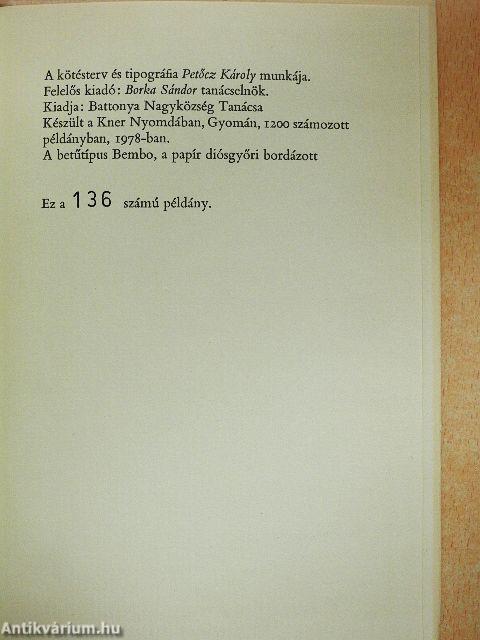 A kötésterv és tipográfia Petőcz Károly munkája.
Felelős kiadó: Borka Sándor tanácselnök.
Kiadja: Battonya Nagyközség Tanácsa
Készült a Kner Nyomdában, Gyomán, 1200 számozott
példányban, 1978-ban.
A betűtípus Bembo, a papír diósgyőri bordázott
Ez a 136 számú példány.
Antikvárium.hu